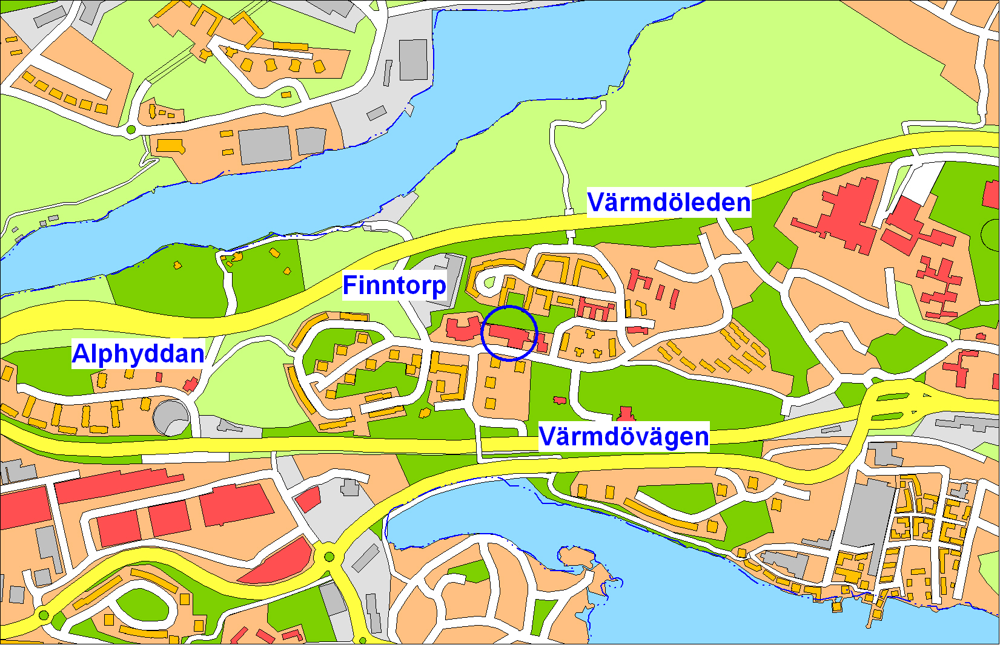 Värmdöleden
Finntorp
Alphyddan
Värmdövägen